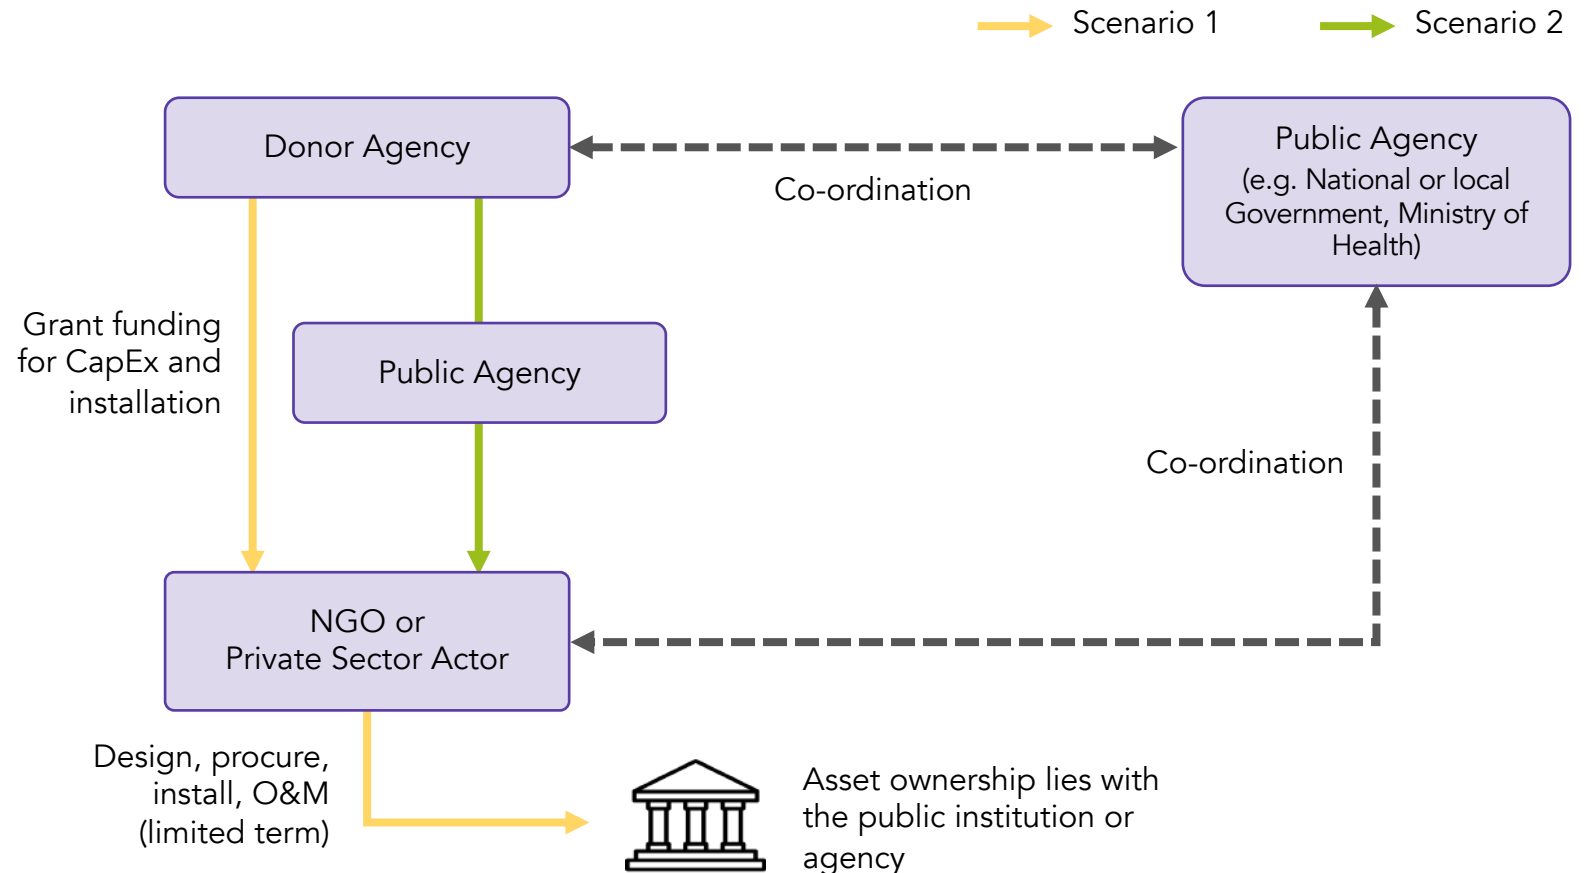 Scenario 1
Scenario 2
Donor Agency
Co-ordination
Public Agency
(e.g. National or local
Government, Ministry of
Health)
Grant funding
for CapEx and
installation
Public Agency
Co-ordination
NGO or
Private Sector Actor
Design, procure,
install, O&M
(limited term)
Asset ownership lies with
the public institution or
agency